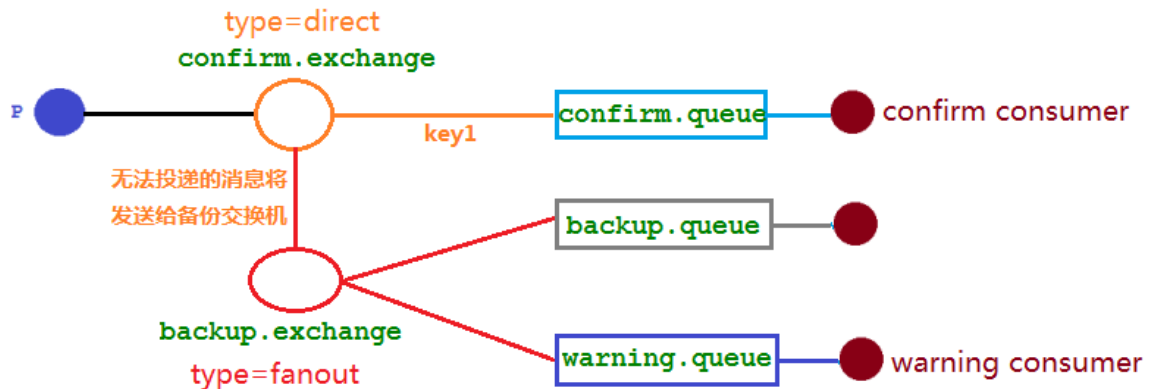 type=direct
confirm.exchange
P
confirm.queue
confirm consumer
key1
无法投递的消息将
发送给备份交换机
backup.queue
backup.exchange
type=fanout
warning.queue
warning consumer